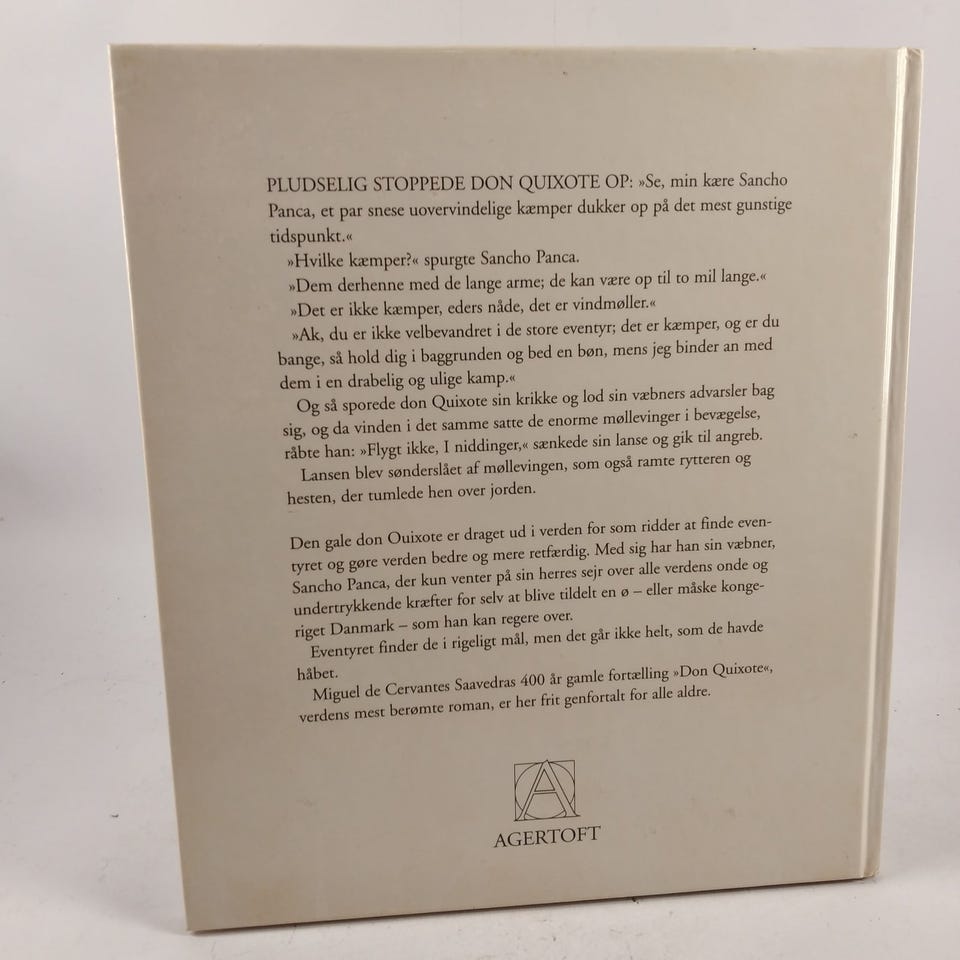 PLUDSELIG STOPPEDE DON QUIXOTE OP: »Se, min kære Sancho
Panca, et par snese uovervindelige kæmper dukker op på det mest gunstige
tidspunkt.«
»Hvilke kæmper?« spurgte Sancho Panca.
»Dem derhenne med de lange arme; de kan være op til to mil lange.«
»Det er ikke kæmper, eders nåde, det er vindmøller.«
»Ak, du er ikke velbevandret i de store eventyr; det er kæmper, og er du
bange, så hold dig i baggrunden og bed en bøn, mens jeg binder an med
dem i en drabelig og ulige kamp.«
Og så sporede don Quixote sin krikke og lod sin væbners advarsler bag
sig, og da vinden i det samme satte de enorme møllevinger i bevægelse,
råbte han: »Flygt ikke, I niddinger,« sænkede sin lanse og gik til angreb.
Lansen blev sønderslået af møllevingen, som også ramte rytteren og
hesten, der tumlede hen over jorden.
Den gale don Ouixote er draget ud i verden for som ridder at finde even-
tyret og gøre verden bedre og mere retfærdig. Med sig har han sin væbner,
Sancho Panca, der kun venter på sin herres sejr over alle verdens onde og
undertrykkende kræfter for selv at blive tildelt en ø – eller måske konge-
riget Danmark – som han kan regere over.
Eventyret finder de i rigeligt mål, men det går ikke helt, som de havde
håbet.
Miguel de Cervantes Saavedras 400 år gamle fortælling »Don Quixote«,
verdens mest berømte roman, er her frit genfortalt for alle aldre.
A
AGERTOFT